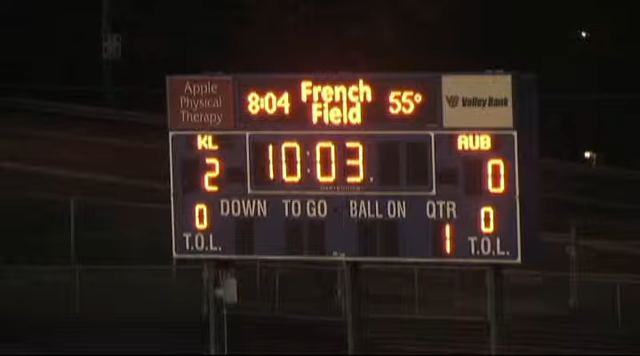 Apple
Physical
Therapy
8:04
French
Field
55°
Valley Bank
KL
AUB
2
10:03
0
0
DOWN TO GO BALL ON QTR
0
T.O.L.
1
T.O.L.